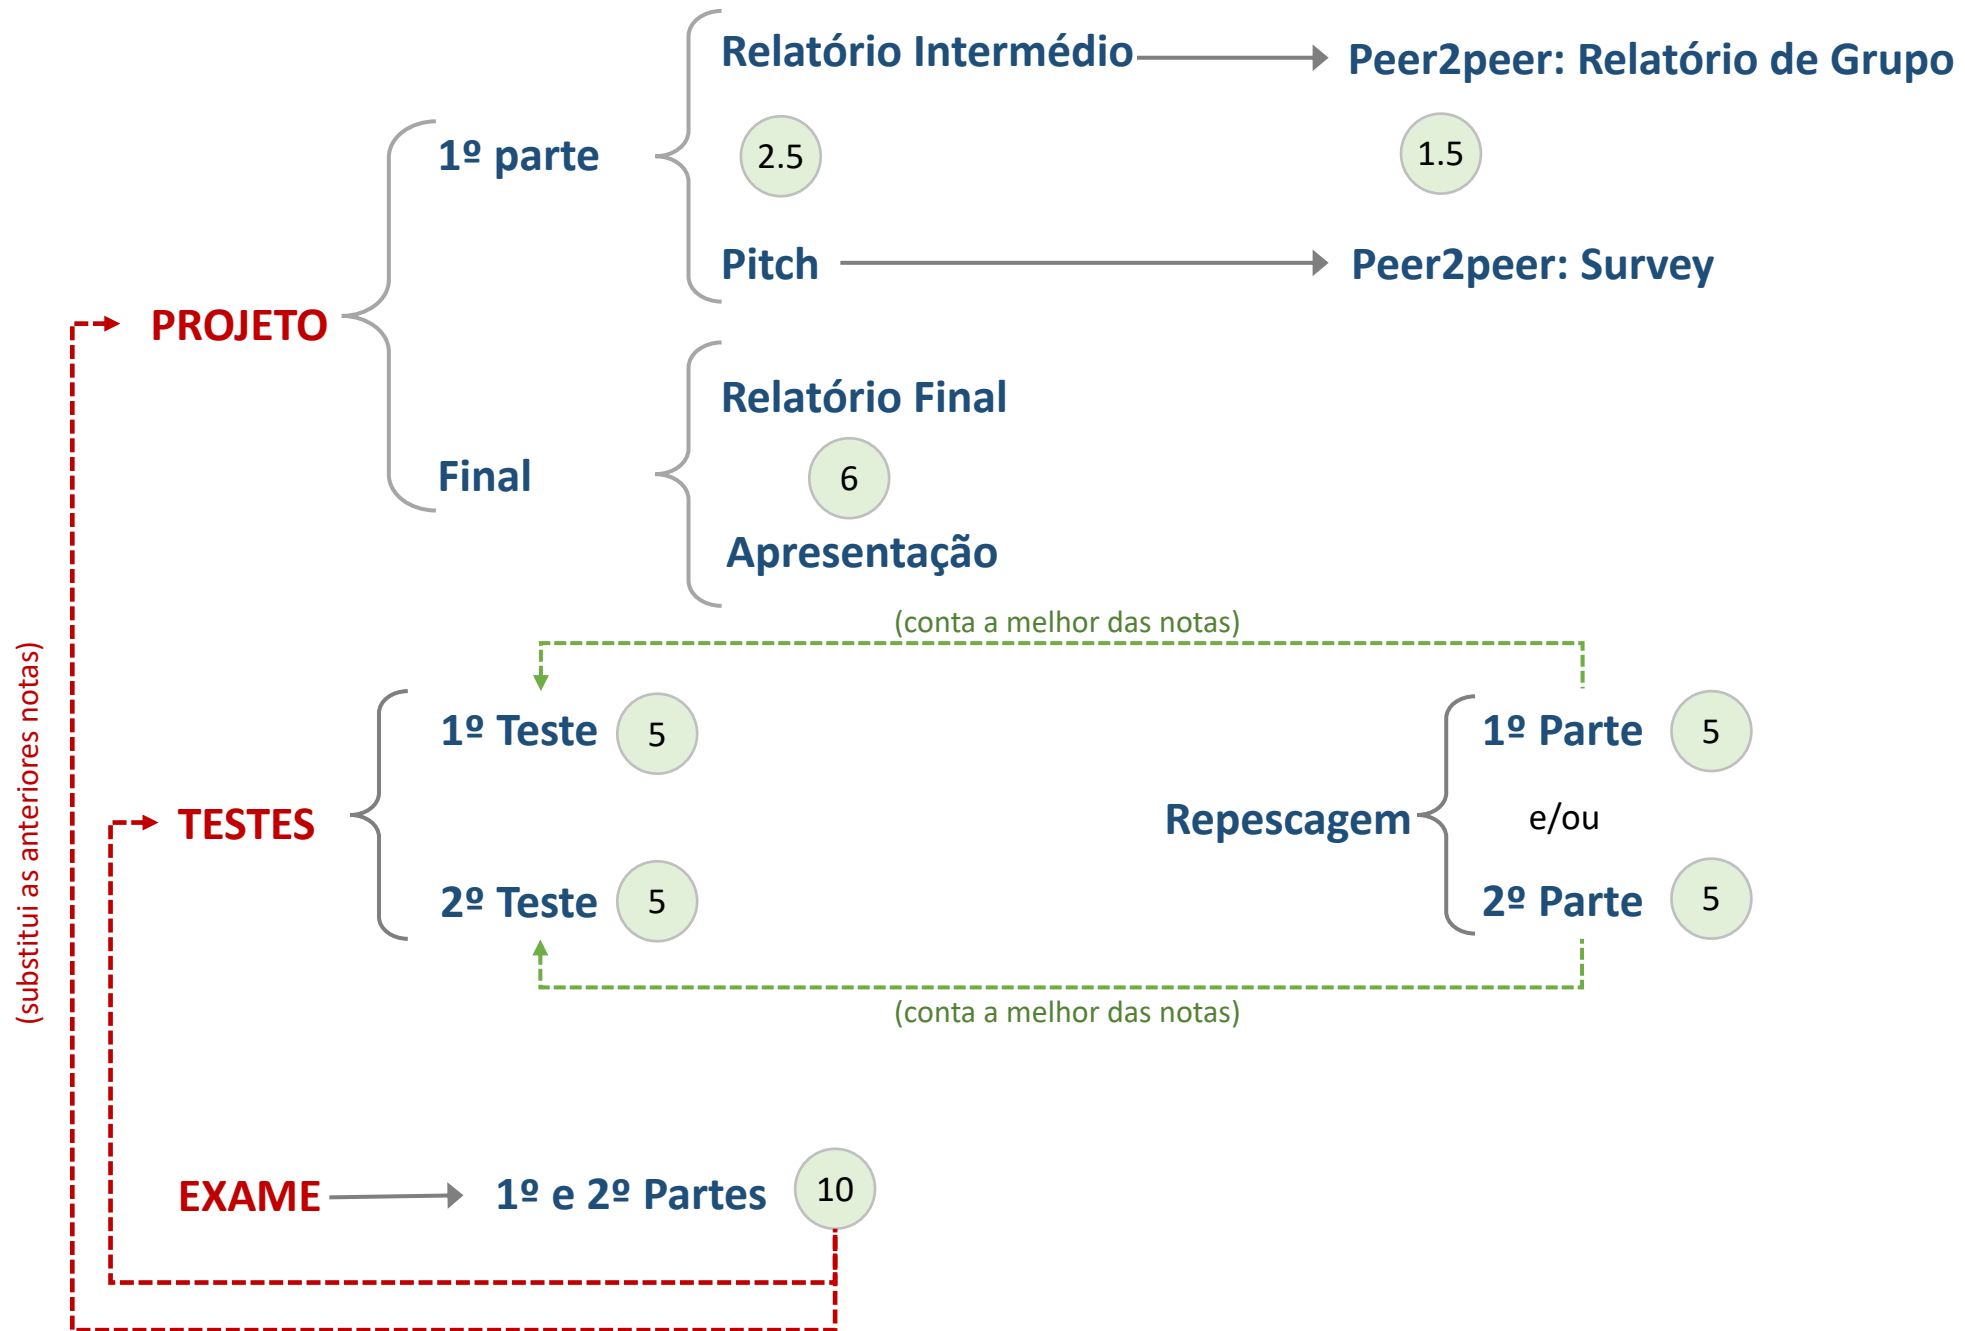 Relatório Intermédio
Peer2peer: Relatório de Grupo
1º parte
2.5
1.5
Pitch
Peer2peer: Survey
PROJETO
Relatório Final
Final
6
Apresentação
(conta a melhor das notas)
1º Teste
5
1º Parte
5
TESTES
Repescagem
e/ou
2º Teste
5
2º Parte
5
(conta a melhor das notas)
(substitui as anteriores notas)
EXAME
1º e 2º Partes
10